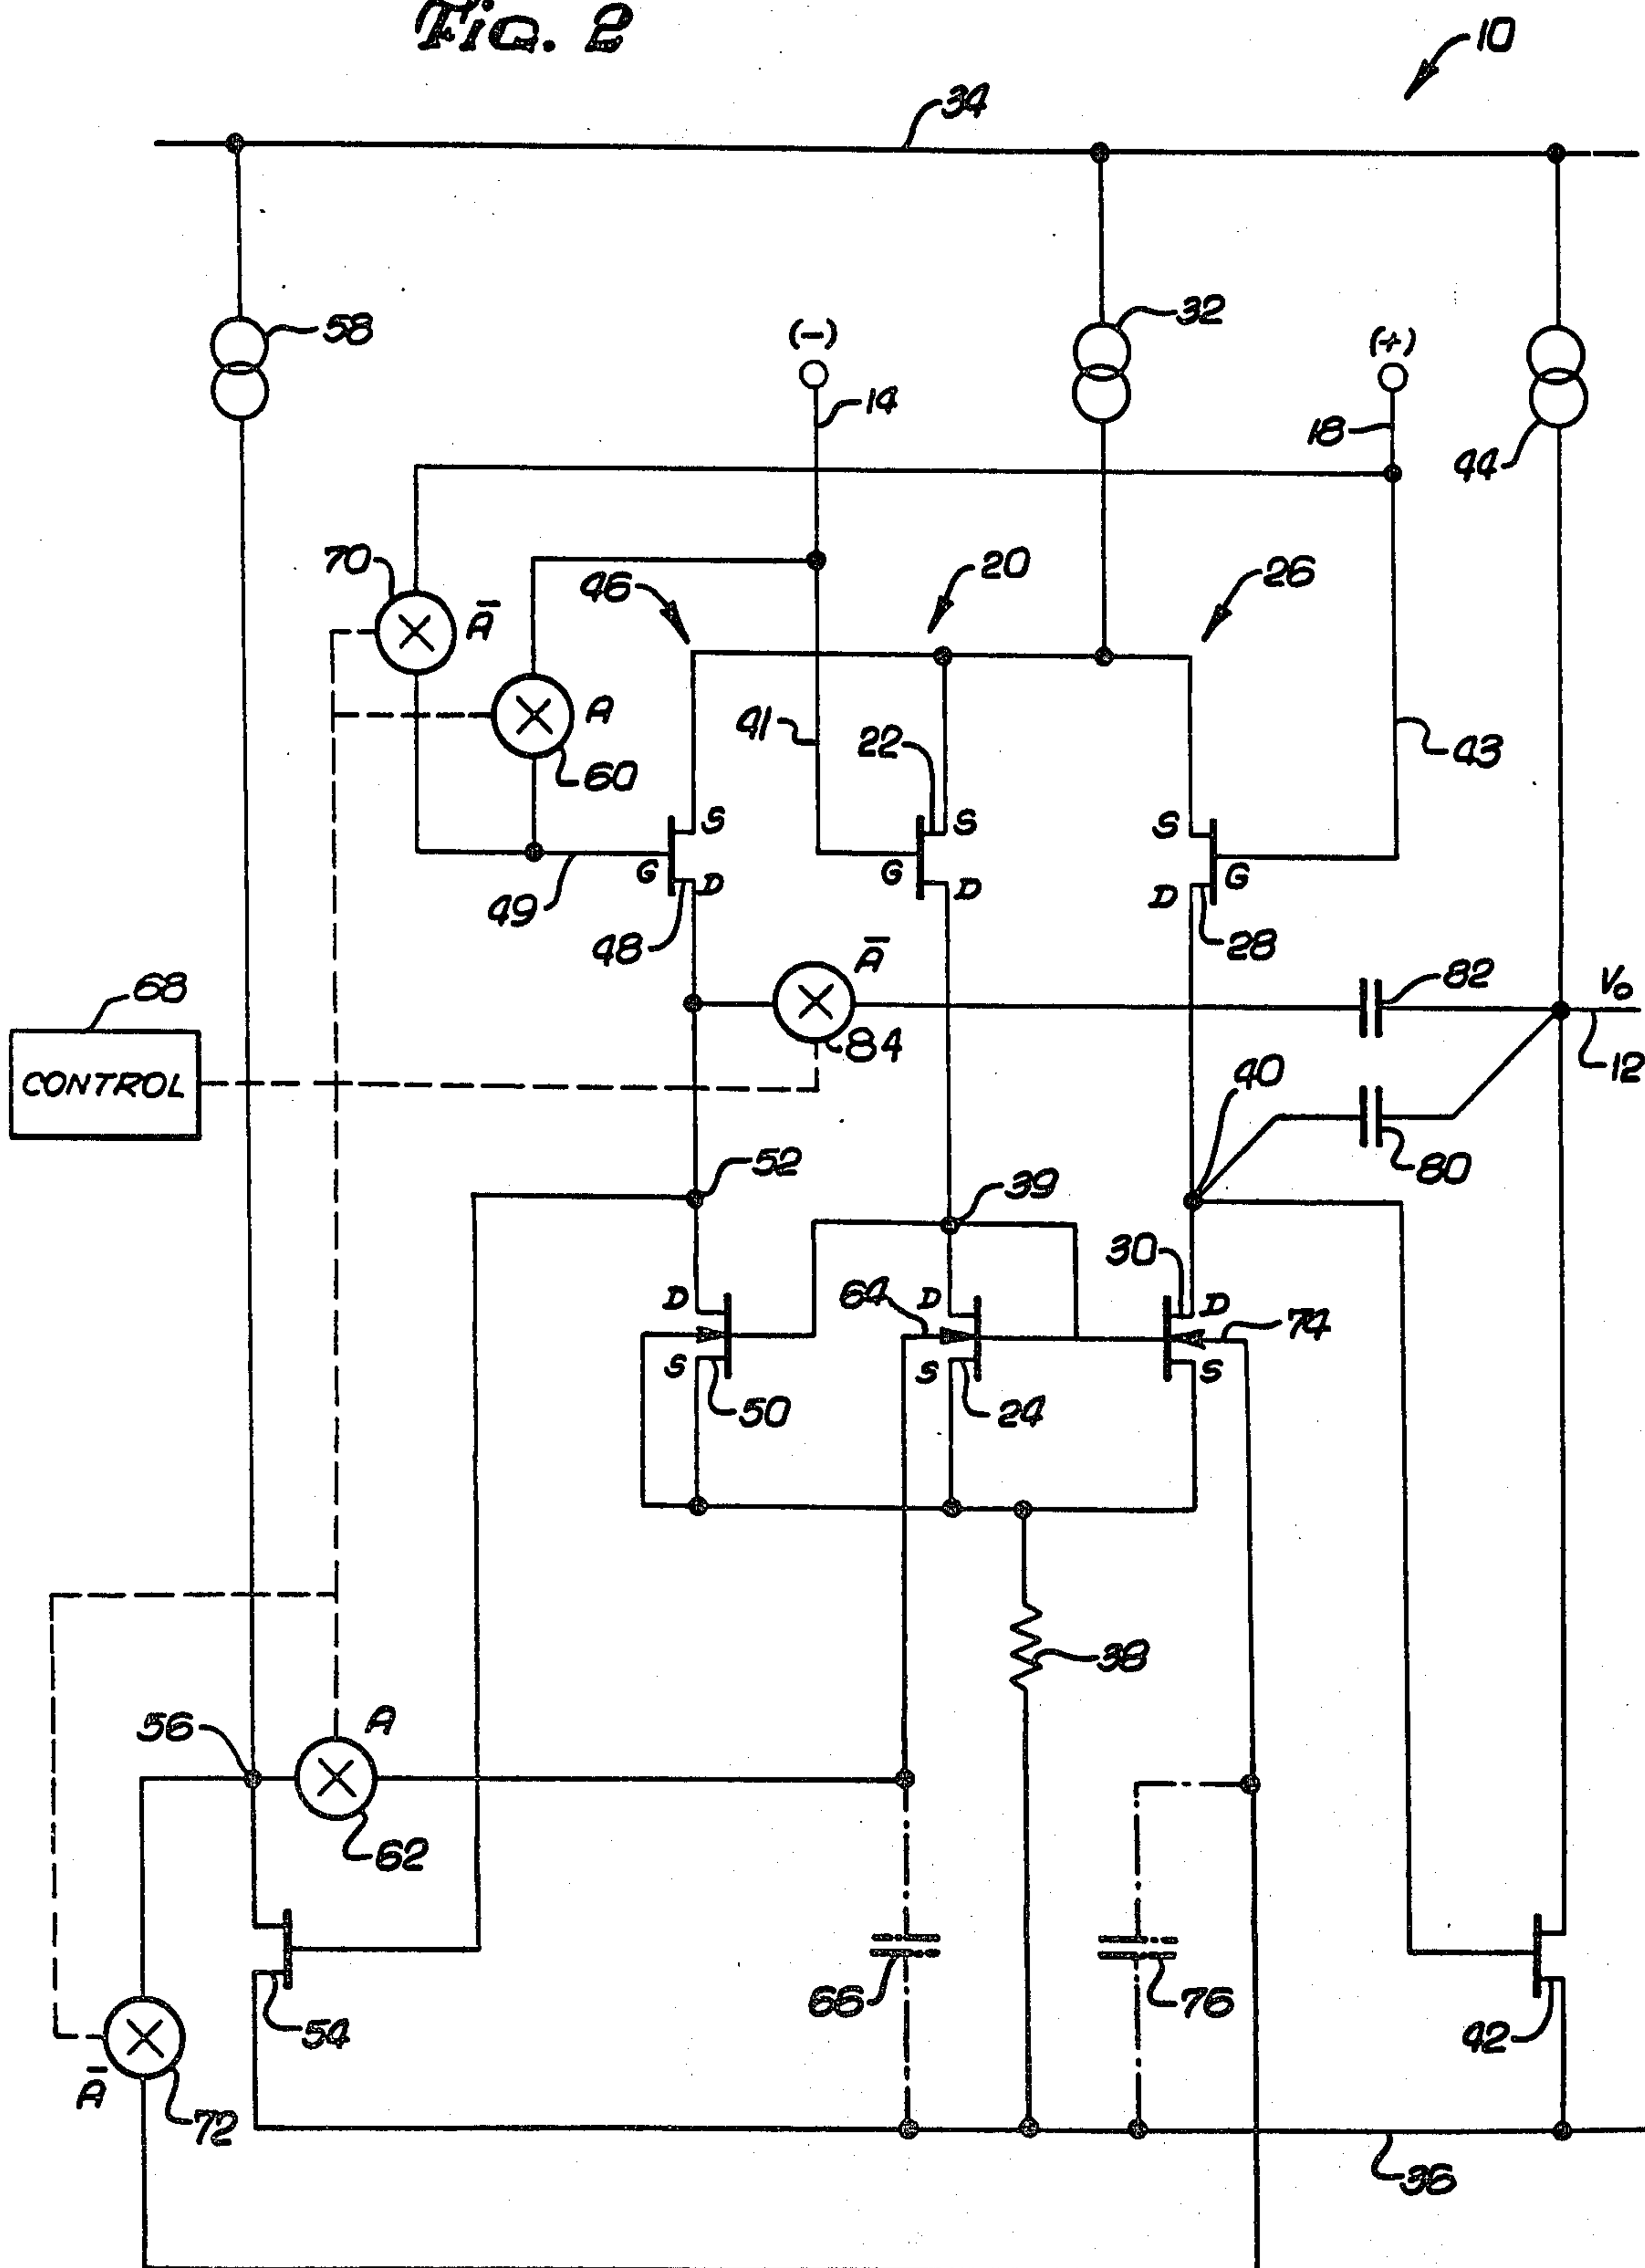 Fig. 2
10
34
58
32
(-)
(+)
14
18
44
70
Ā
46
20
26
A
60
41
22
43
S
S
S
G
D
G
D
D
G
49
48
28
Ā
82
V₀
68
84
12
CONTROL
40
80
52
39
30
D
64
D
D
74
S
S
S
50
24
38
56
A
62
66
76
54
42
Ā
72
36